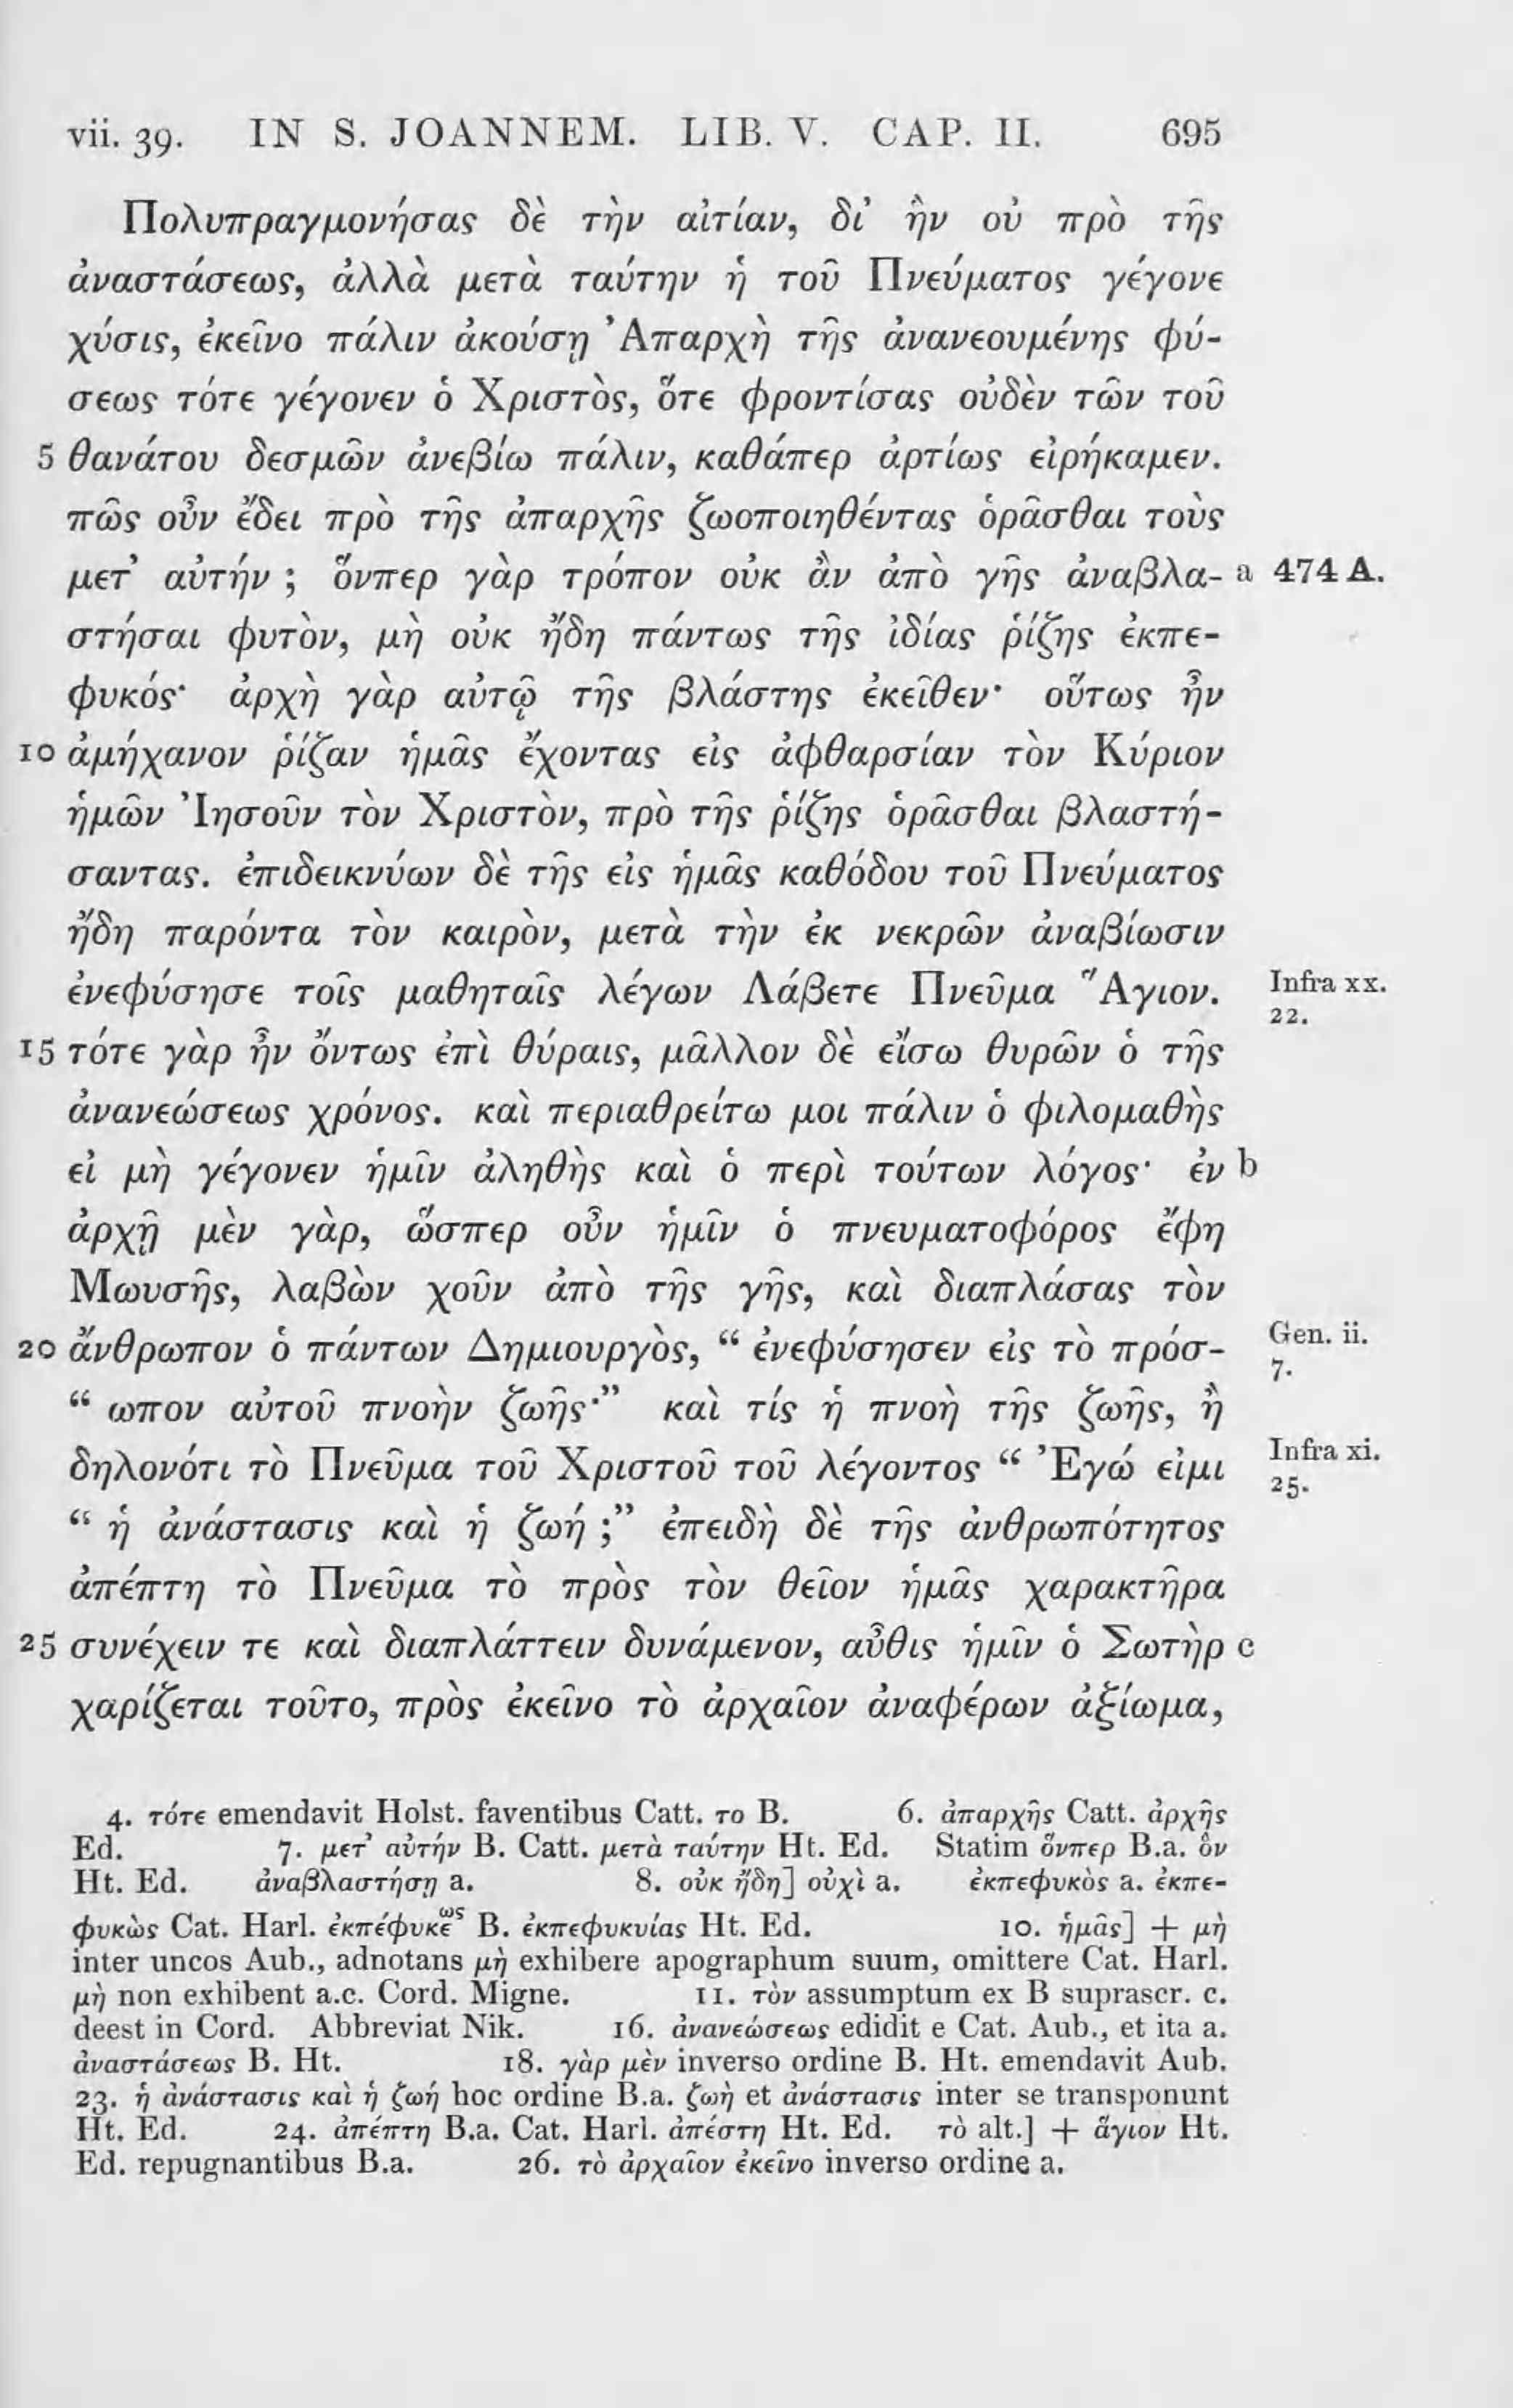 vii. 39. IN S. JOANNEM. LIB. V. CAP. II. 695
Πολυπραγμονήσας δὲ τὴν αἰτίαν, δι’ ἣν οὐ πρὸ τῆς
ἀναστάσεως, ἀλλὰ μετὰ ταύτην ἡ τοῦ Πνεύματος γέγονε
χύσις, ἐκεῖνο πάλιν ἀκούσῃ Ἀπαρχὴ τῆς ἀνανεουμένης φύ-
σεως τότε γέγονεν ὁ Χριστὸς, ὅτε φροντίσας οὐδὲν τῶν τοῦ
5 θανάτου δεσμῶν ἀνεβίω πάλιν, καθάπερ ἀρτίως εἰρήκαμεν.
πῶς οὖν ἔδει πρὸ τῆς ἀπαρχῆς ζωοποιηθέντας ὁρᾶσθαι τοὺς
μετ’ αὐτήν ; ὅνπερ γὰρ τρόπον οὐκ ἂν ἀπὸ γῆς ἀναβλα- a 474 A.
στήσαι φυτὸν, μὴ οὐκ ἤδη πάντως τῆς ἰδίας ῥίζης ἐκπε-
φυκός· ἀρχὴ γὰρ αὐτῷ τῆς βλάστης ἐκεῖθεν· οὕτως ἦν
10 ἀμήχανον ῥίζαν ἡμᾶς ἔχοντας εἰς ἀφθαρσίαν τὸν Κύριον
ἡμῶν Ἰησοῦν τὸν Χριστὸν, πρὸ τῆς ῥίζης ὁρᾶσθαι βλαστή-
σαντας. ἐπιδεικνύων δὲ τῆς εἰς ἡμᾶς καθόδου τοῦ Πνεύματος
ἤδη παρόντα τὸν καιρὸν, μετὰ τὴν ἐκ νεκρῶν ἀναβίωσιν
ἐνεφύσησε τοῖς μαθηταῖς λέγων Λάβετε Πνεῦμα Ἅγιον. Infra xx.
22.
15 τότε γὰρ ἦν ὄντως ἐπὶ θύραις, μᾶλλον δὲ εἴσω θυρῶν ὁ τῆς
ἀνανεώσεως χρόνος. καὶ περιαθρείτω μοι πάλιν ὁ φιλομαθὴς
εἰ μὴ γέγονεν ἡμῖν ἀληθὴς καὶ ὁ περὶ τούτων λόγος· ἐν b
ἀρχῇ μὲν γὰρ, ὥσπερ οὖν ἡμῖν ὁ πνευματοφόρος ἔφη
Μωυσῆς, λαβὼν χοῦν ἀπὸ τῆς γῆς, καὶ διαπλάσας τὸν
20 ἄνθρωπον ὁ πάντων Δημιουργὸς, “ ἐνεφύσησεν εἰς τὸ πρόσ- Gen. ii.
7.
“ ωπον αὐτοῦ πνοὴν ζωῆς·” καὶ τίς ἡ πνοὴ τῆς ζωῆς, ἢ
δηλονότι τὸ Πνεῦμα τοῦ Χριστοῦ τοῦ λέγοντος “ Ἐγώ εἰμι Infra xi.
25.
“ ἡ ἀνάστασις καὶ ἡ ζωή ;” ἐπειδὴ δὲ τῆς ἀνθρωπότητος
ἀπέπτη τὸ Πνεῦμα τὸ πρὸς τὸν θεῖον ἡμᾶς χαρακτῆρα
25 συνέχειν τε καὶ διαπλάττειν δυνάμενον, αὖθις ἡμῖν ὁ Σωτὴρ c
χαρίζεται τοῦτο, πρὸς ἐκεῖνο τὸ ἀρχαῖον ἀναφέρων ἀξίωμα,
4. τότε emendavit Holst. faventibus Catt. το B. 6. ἀπαρχῆς Catt. ἀρχῆς
Ed. 7. μετ’ αὐτήν B. Catt. μετὰ ταύτην Ht. Ed. Statim ὅνπερ B.a. ὃν
Ht. Ed. ἀναβλαστήσῃ a. 8. οὐκ ἤδη] οὐχὶ a. ἐκπεφυκὸς a. ἐκπε-
φυκὼς Cat. Harl. ἐκπέφυκεως B. ἐκπεφυκυίας Ht. Ed. 10. ἡμᾶς] + μὴ
inter uncos Aub., adnotans μὴ exhibere apographum suum, omittere Cat. Harl.
μὴ non exhibent a.c. Cord. Migne. 11. τὸν assumptum ex B suprascr. c.
deest in Cord. Abbreviat Nik. 16. ἀνανεώσεως edidit e Cat. Aub., et ita a.
ἀναστάσεως B. Ht. 18. γὰρ μὲν inverso ordine B. Ht. emendavit Aub.
23. ἡ ἀνάστασις καὶ ἡ ζωή hoc ordine B.a. ζωὴ et ἀνάστασις inter se transponunt
Ht. Ed. 24. ἀπέπτη B.a. Cat. Harl. ἀπέστη Ht. Ed. τὸ alt.] + ἅγιον Ht.
Ed. repugnantibus B.a. 26. τὸ ἀρχαῖον ἐκεῖνο inverso ordine a.